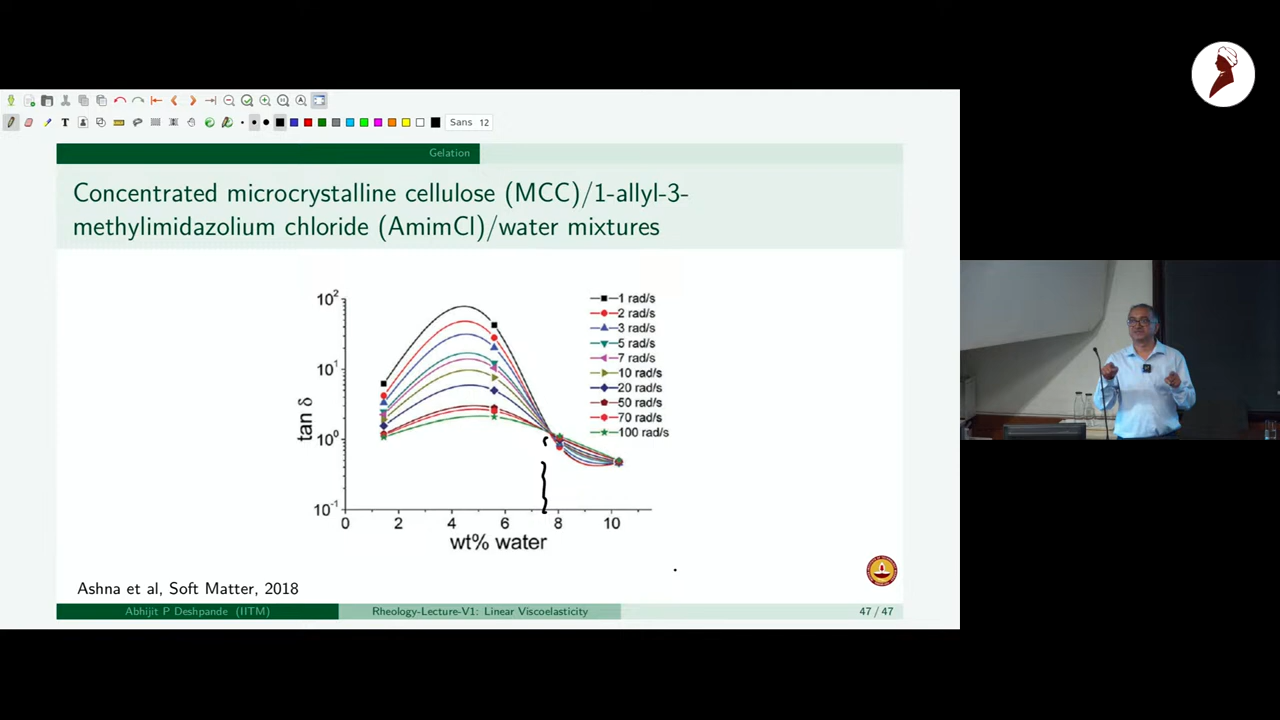 Sans 12
Gelation
Concentrated microcrystalline cellulose (MCC)/1-allyl-3-
methylimidazolium chloride (AmimCl)/water mixtures
10² 10¹ 10⁰ 10⁻¹
tan δ
0 2 4 6 8 10
wt% water
1 rad/s
2 rad/s
3 rad/s
5 rad/s
7 rad/s
10 rad/s
20 rad/s
50 rad/s
70 rad/s
100 rad/s
Ashna et al, Soft Matter, 2018
Abhijit P Deshpande (IITM) Rheology-Lecture-V1: Linear Viscoelasticity 47 / 47